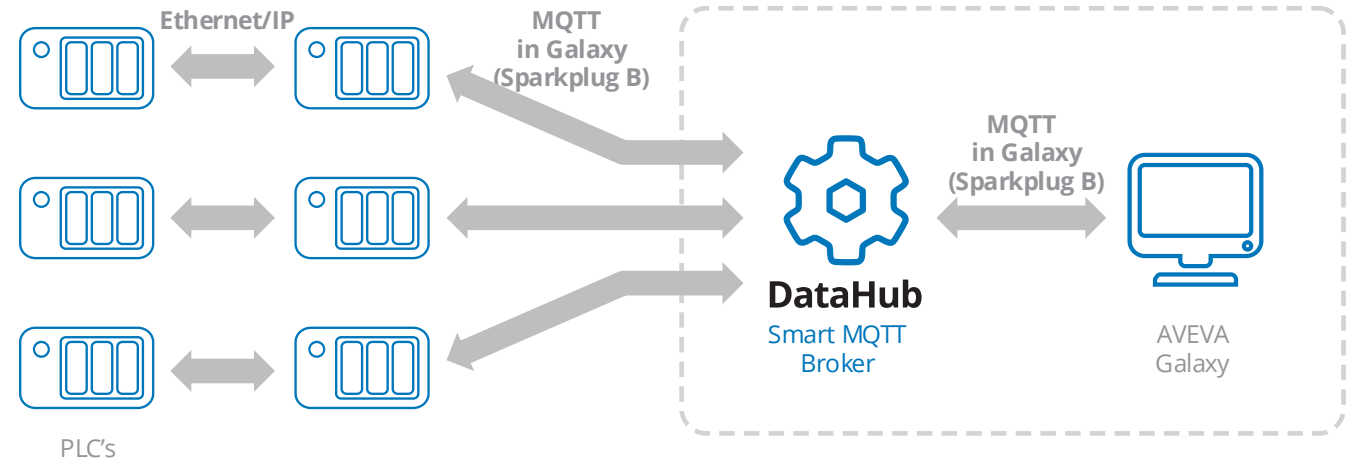 Ethernet/IP
MQTT
in Galaxy
(Sparkplug B)
MQTT
in Galaxy
(Sparkplug B)
DataHub
Smart MQTT
Broker
AVEVA
Galaxy
PLC’s